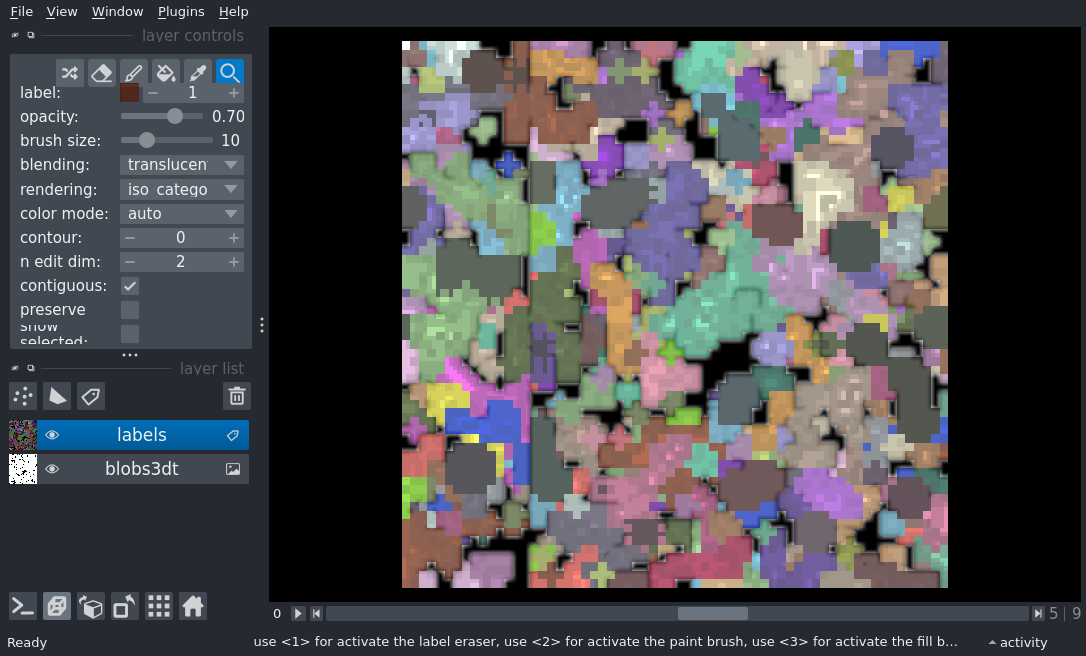 File View Window Plugins Help
layer controls
label: 1
opacity: 0.70
brush size: 10
blending: translucen
rendering: iso catego
color mode: auto
contour: 0
n edit dim: 2
contiguous:
preserve
show
selected:
layer list
labels
blobs3dt
0 5 | 9
Ready use <1> for activate the label eraser, use <2> for activate the paint brush, use <3> for activate the fill b... activity